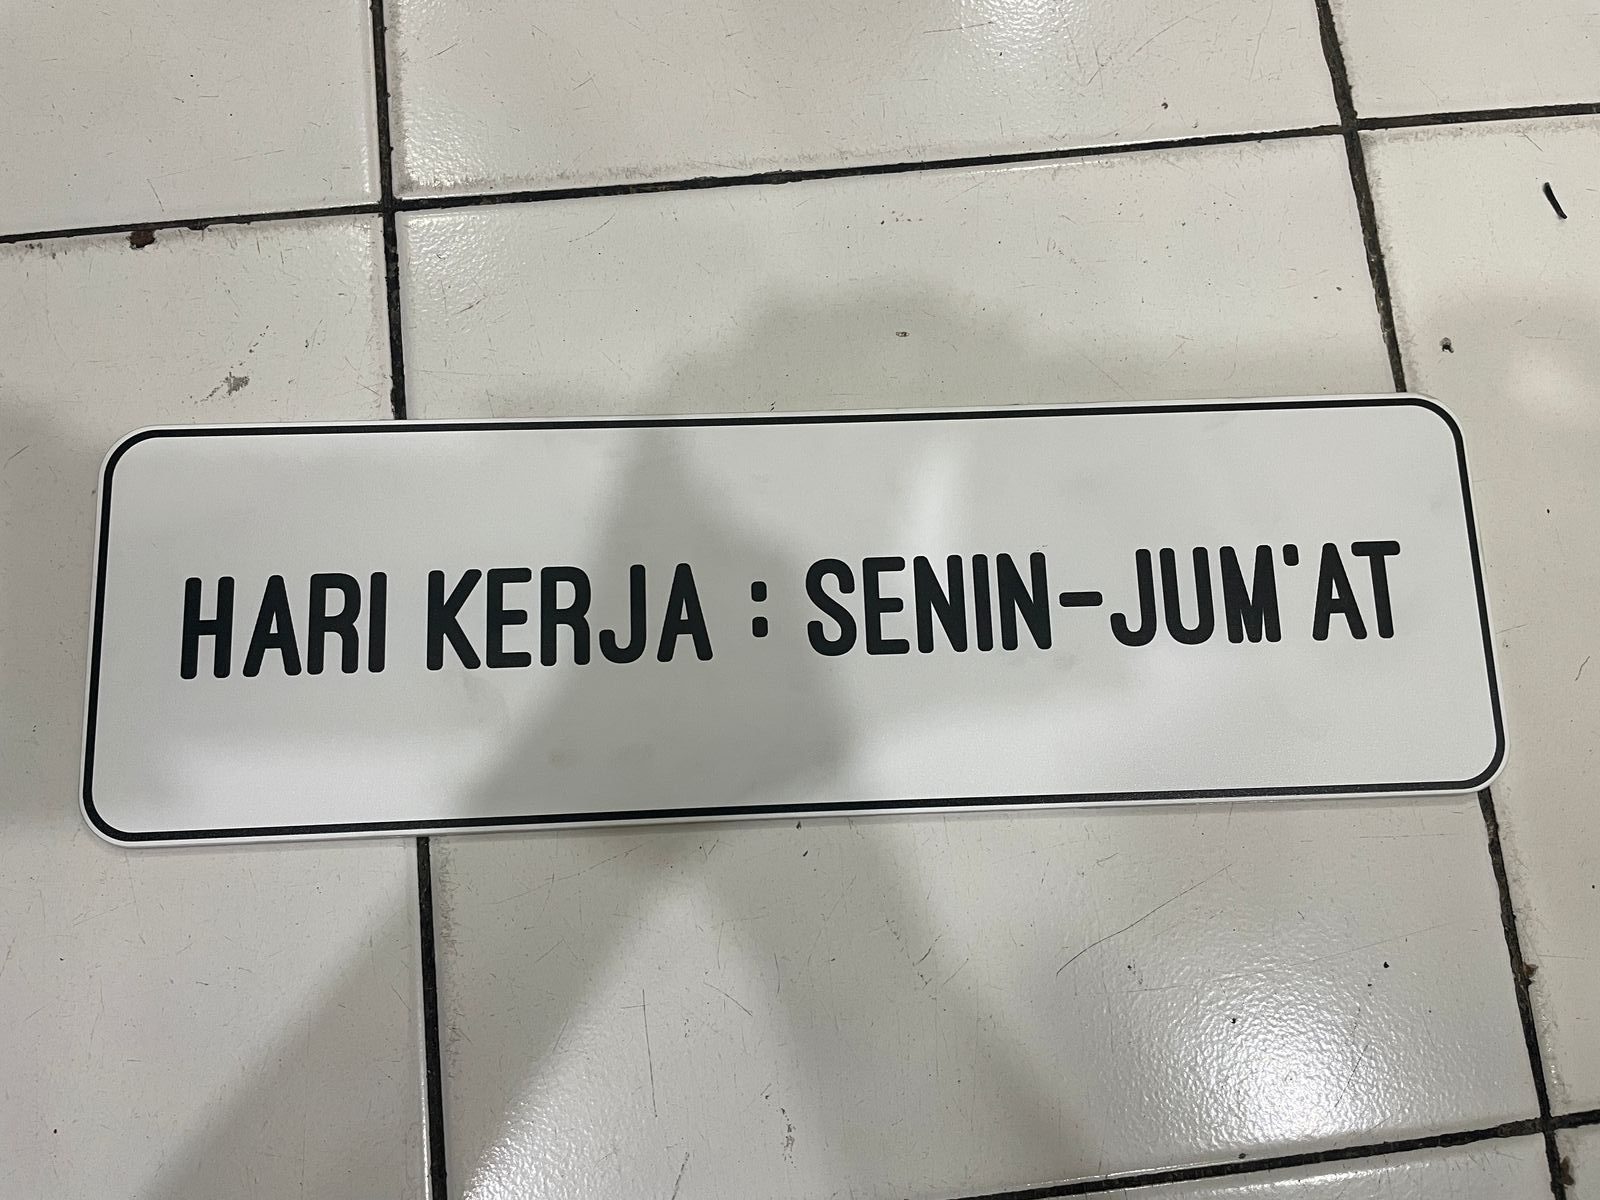 HARI KERJA : SENIN-JUM'AT